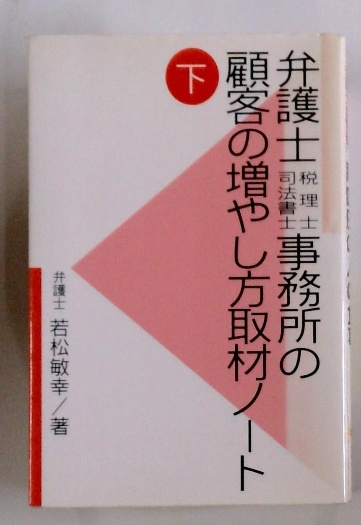 弁護士 税理士 司法書士 事務所の
顧客の増やし方取材ノート
下
弁護士 若松敏幸／著